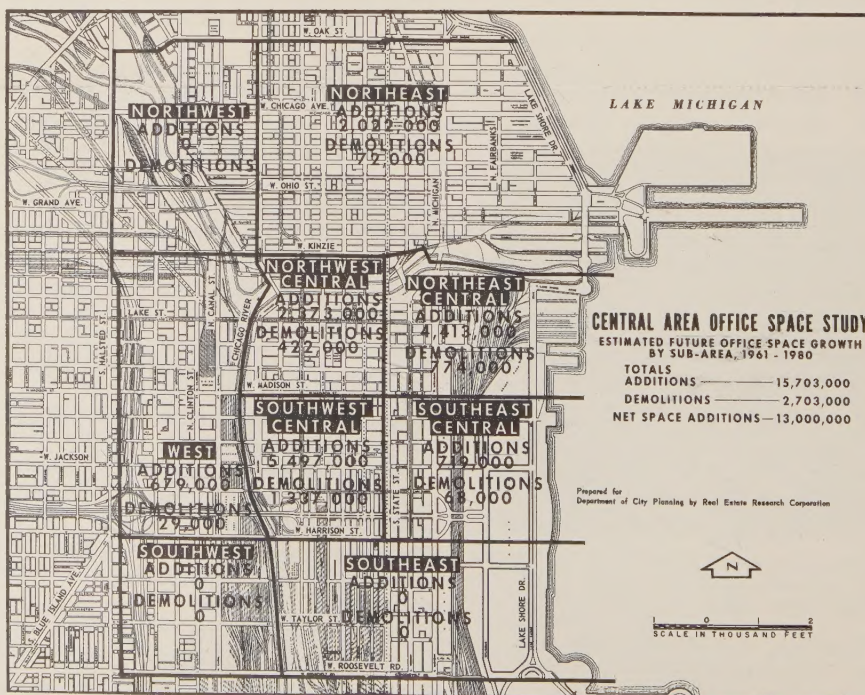 W. OAK ST.
NORTHWEST
ADDITIONS
0
DEMOLITIONS
0
NORTHEAST
W. CHICAGO AVE.
ADDITIONS
2,022,000
DEMOLITIONS
72,000
N. LAKE SHORE DR.
N. FAIRBANKS
N. MICHIGAN
W. OHIO ST.
W. GRAND AVE.
W. KINZIE
LAKE MICHIGAN
NORTHWEST
CENTRAL
ADDITIONS
2,373,000
DEMOLITIONS
422,000
NORTHEAST
CENTRAL
ADDITIONS
4,413,000
DEMOLITIONS
774,000
LAKE ST.
N. CANAL ST.
CHICAGO RIVER
S. HALSTED ST.
N. CLINTON ST.
W. MADISON ST.
CENTRAL AREA OFFICE SPACE STUDY
ESTIMATED FUTURE OFFICE SPACE GROWTH
BY SUB-AREA, 1961 - 1980
TOTALS
ADDITIONS — 15,703,000
DEMOLITIONS — 2,703,000
NET SPACE ADDITIONS — 13,000,000
SOUTHWEST
CENTRAL
ADDITIONS
5,497,000
DEMOLITIONS
1,337,000
SOUTHEAST
CENTRAL
ADDITIONS
719,000
DEMOLITIONS
68,000
S. STATE ST.
W. JACKSON
WEST
ADDITIONS
679,000
DEMOLITIONS
29,000
W. HARRISON ST.
Prepared for
Department of City Planning by Real Estate Research Corporation
SOUTHWEST
ADDITIONS
0
DEMOLITIONS
0
SOUTHEAST
ADDITIONS
0
DEMOLITIONS
0
S. BLUE ISLAND AVE.
W. TAYLOR ST.
W. ROOSEVELT RD.
LAKE SHORE DR.
N
1 0 1 2
SCALE IN THOUSAND FEET